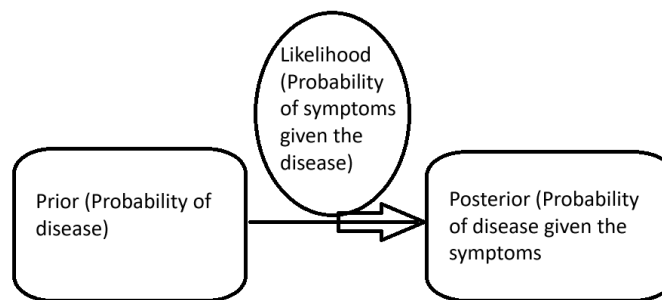 Likelihood
(Probability
of symptoms
given the
disease)
Prior (Probability of
disease)
Posterior (Probability
of disease given the
symptoms